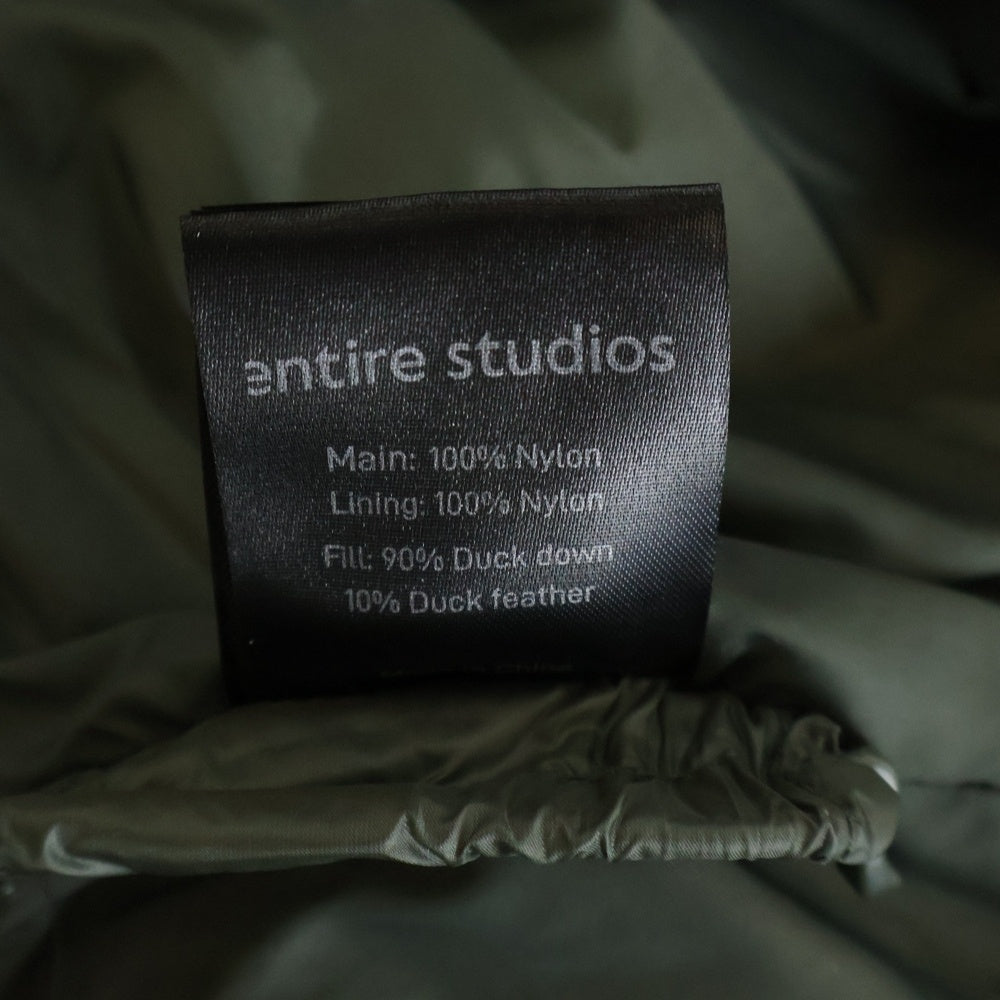 entire studios
Main: 100% Nylon
Lining: 100% Nylon
Fill: 90% Duck down
10% Duck feather